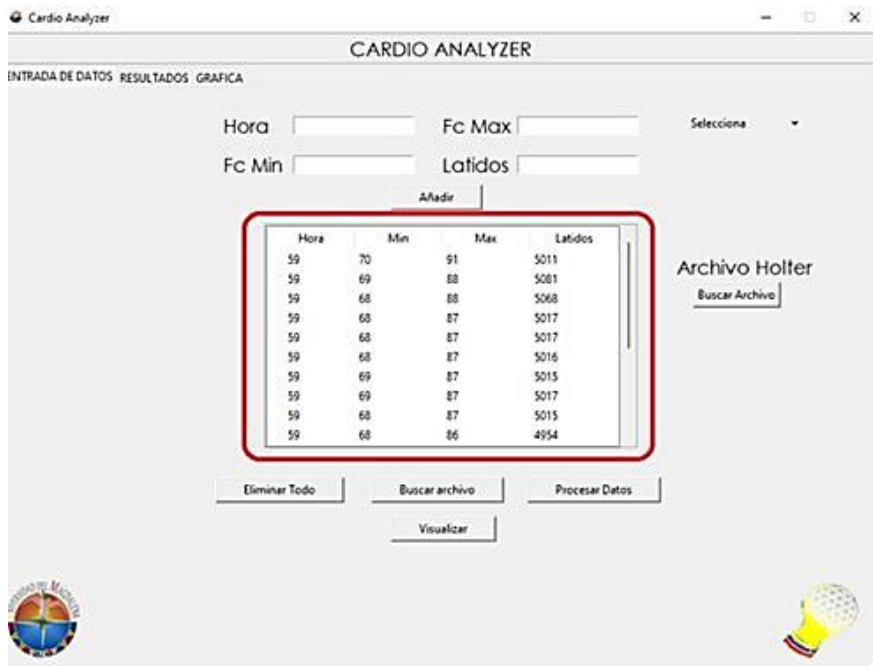 Cardio Analyzer
CARDIO ANALYZER
ENTRADA DE DATOS RESULTADOS GRAFICA
Hora Fc Max Selecciona
Fc Min Latidos
Añadir
Hora Min Max Latidos
59 70 91 5011
59 69 88 5081
59 68 88 5068
59 68 87 5017
59 68 87 5017
59 68 87 5016
59 69 87 5015
59 69 87 5017
59 68 87 5015
59 68 86 4954
Archivo Holter
Buscar Archivo
Eliminar Todo Buscar archivo Procesar Datos
Visualizar